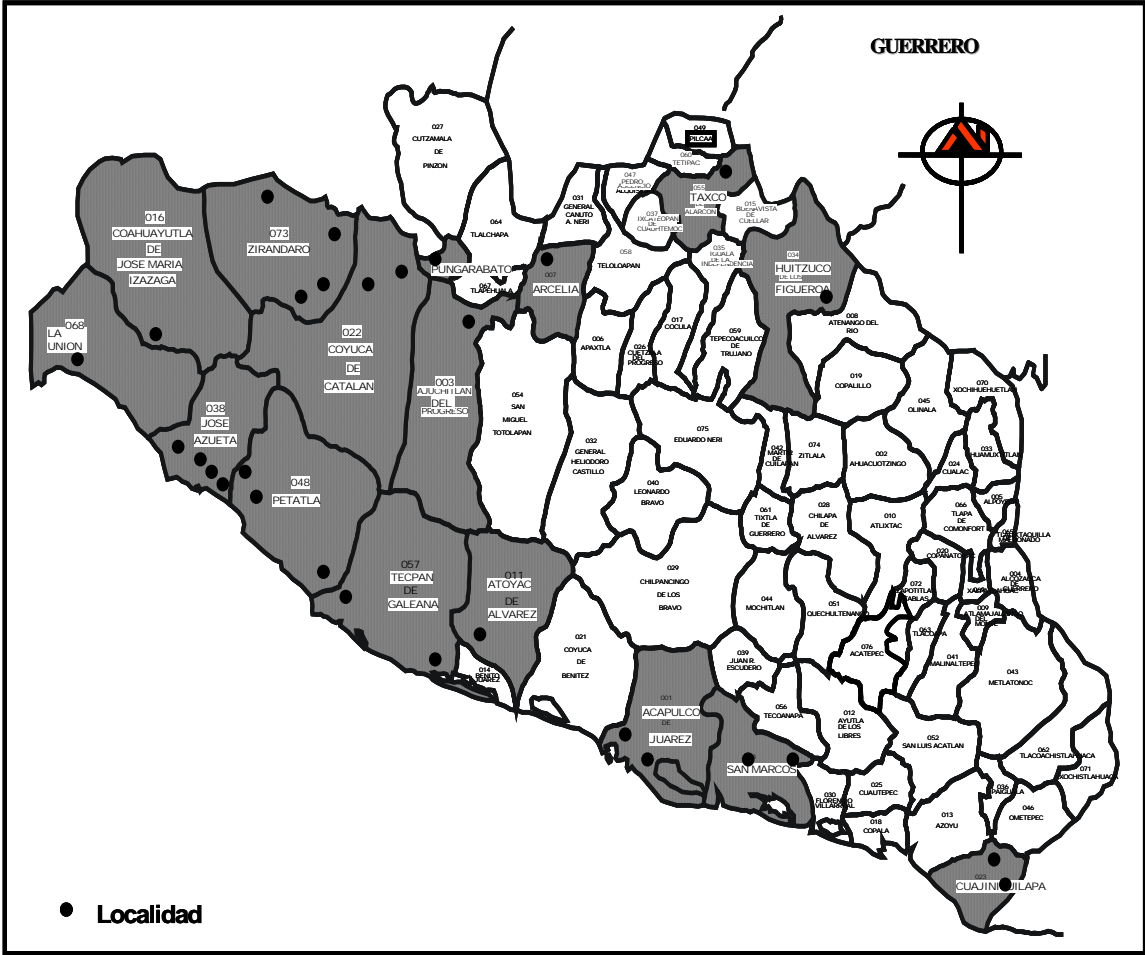 GUERRERO
027
CUTZAMALA
DE
PINZON
049
PILCAA
060
TETIPAC
047
PEDRO
055
TAXCO
ALARCON
015
BUENAVISTA
DE
CUELLAR
031
GENERAL
CANUTO
A. NERI
037
IXCATEOPAN
DE
CUAUHTEMOC
064
TLALCHAPA
058
TELOLOAPAN
035
IGUALA
DE LA
INDEPENDENCIA
034
HUITZUCO
DE LOS
FIGUEROA
016
COAHUAYUTLA
DE
JOSE MARIA
IZAZAGA
073
ZIRANDARO
PUNGARABATO
067
TLAPEHUALA
007
ARCELIA
068
LA
UNION
022
COYUCA
DE
CATALAN
003
AJUCHITLAN
DEL
PROGRESO
054
SAN
MIGUEL
TOTOLAPAN
006
APAXTLA
026
CUETZALA
DEL
PROGRESO
017
COCULA
059
TEPECOACUILCO
DE
TRUJANO
008
ATENANGO DEL
RIO
019
COPALILLO
045
OLINALA
070
XOCHIHUEHUETLAN
038
JOSE
AZUETA
048
PETATLA
032
GENERAL
HELIODORO
CASTILLO
075
EDUARDO NERI
040
LEONARDO
BRAVO
042
MARTIR
DE
CUILAPAN
074
ZITLALA
002
AHUACUOTZINGO
024
CUALAC
033
HUAMUXTITLAN
061
TIXTLA
DE
GUERRERO
028
CHILAPA
DE
ALVAREZ
010
ATLIXTAC
066
TLAPA
DE
COMONFORT
005
020
004
ALCOZAUCA
DE
GUERRERO
057
TECPAN
DE
GALEANA
011
ATOYAC
DE
ALVAREZ
014
BENITO
JUAREZ
029
CHILPANCINGO
DE LOS
BRAVO
044
MOCHITLAN
051
QUECHULTENANGO
072
009
063
TLACOAPA
021
COYUCA
DE
BENITEZ
039
JUAN R.
ESCUDERO
076
ACATEPEC
041
MALINALTEPEC
043
METLATONOC
001
ACAPULCO
DE
JUAREZ
056
TECOANAPA
012
AYUTLA
DE LOS
LIBRES
052
SAN LUIS ACATLAN
062
TLACOACHISTLAHUACA
071
XOCHISTLAHUACA
SAN MARCOS
030
FLORENCIO
VILLARREAL
025
CUAUTEPEC
018
COPALA
013
AZOYU
036
046
OMETEPEC
023
CUAJINICUILAPA
Localidad